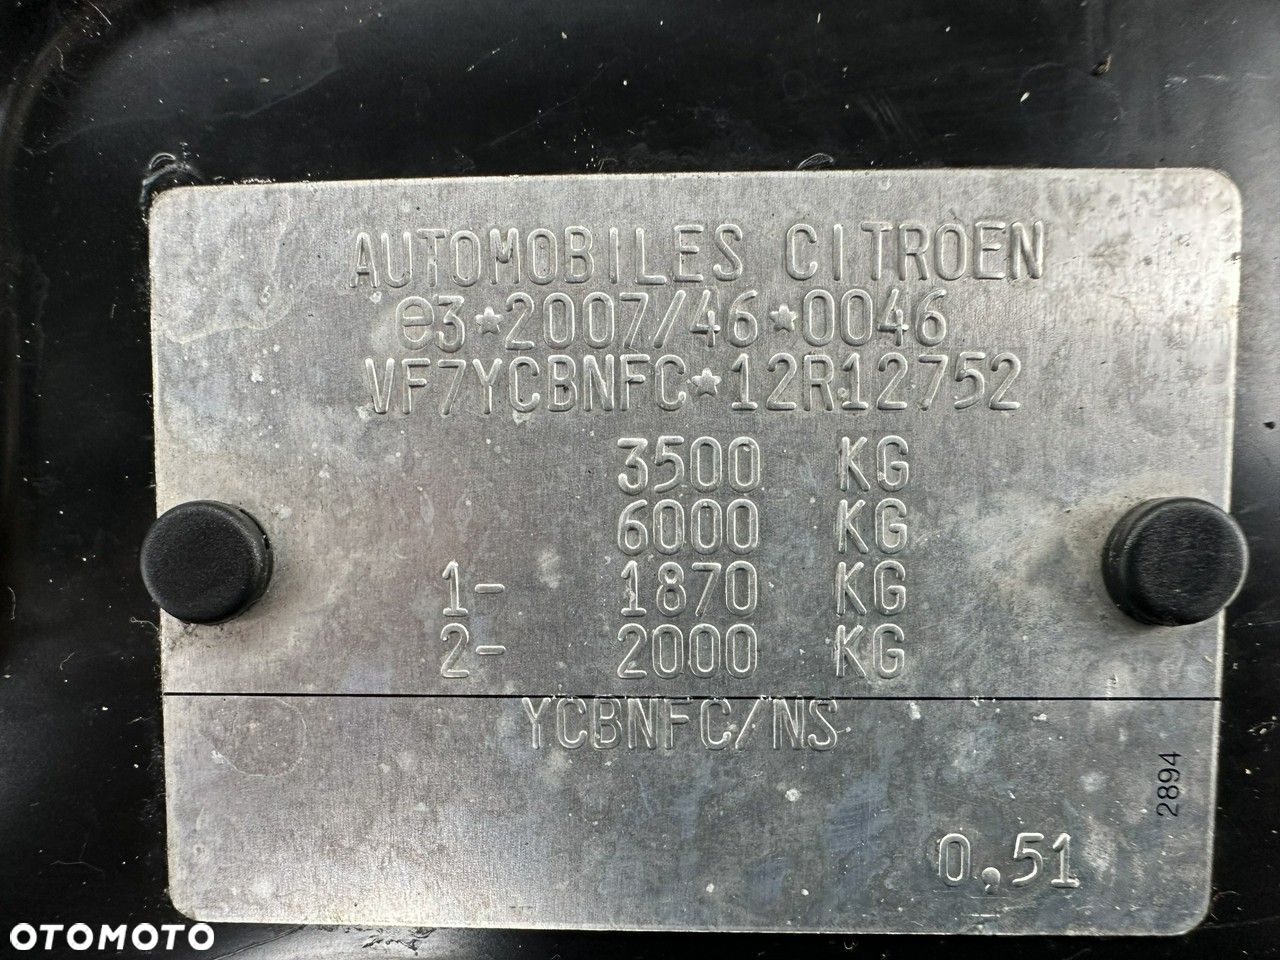 AUTOMOBILES CITROEN
e3*2007/46*0046
VF7YCBNFC*12R12752
3500 KG
6000 KG
1- 1870 KG
2- 2000 KG
YCBNFC/NS
2894
0,51
OTOMOTO